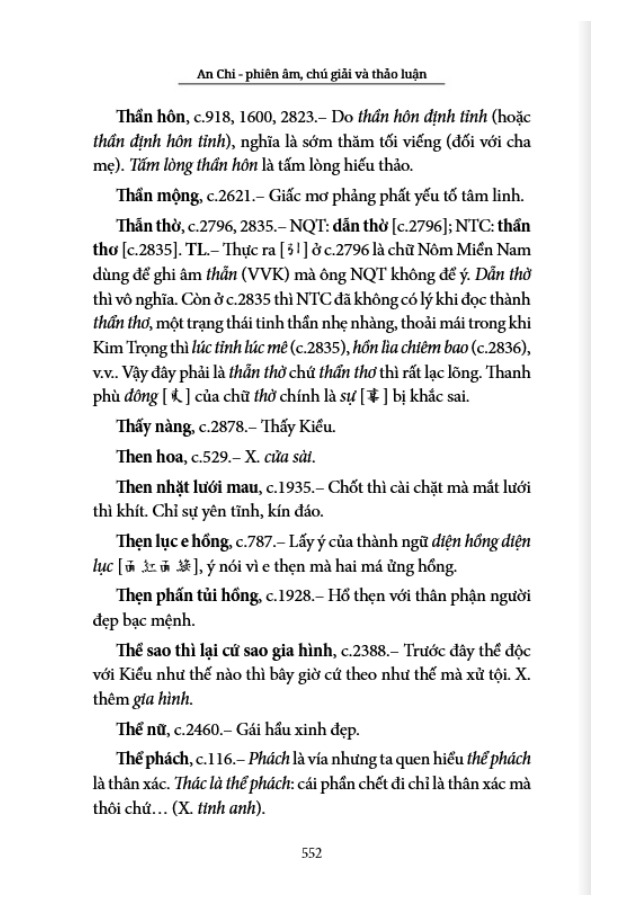 An Chi - phiên âm, chú giải và thảo luận
Thần hôn, c.918, 1600, 2823.– Do thần hôn định tỉnh (hoặc
thần định hôn tỉnh), nghĩa là sớm thăm tối viếng (đối với cha
mẹ). Tấm lòng thần hôn là tấm lòng hiếu thảo.
Thần mộng, c.2621.– Giấc mơ phảng phất yếu tố tâm linh.
Thẫn thờ, c.2796, 2835.– NQT: dẫn thờ [c.2796]; NTC: thẩn
thơ [c.2835]. TL.– Thực ra [引] ở c.2796 là chữ Nôm Miền Nam
dùng để ghi âm thẫn (VVK) mà ông NQT không để ý. Dẫn thờ
thì vô nghĩa. Còn ở c.2835 thì NTC đã không có lý khi đọc thành
thẩn thơ, một trạng thái tinh thần nhẹ nhàng, thoải mái trong khi
Kim Trọng thì lúc tỉnh lúc mê (c.2835), hồn lìa chiêm bao (c.2836),
v.v.. Vậy đây phải là thẫn thờ chứ thẩn thơ thì rất lạc lõng. Thanh
phù đông [] của chữ thờ chính là sự [事] bị khắc sai.
Thấy nàng, c.2878.– Thấy Kiều.
Then hoa, c.529.– X. cửa sài.
Then nhặt lưới mau, c.1935.– Chốt thì cài chặt mà mắt lưới
thì khít. Chỉ sự yên tĩnh, kín đáo.
Thẹn lục e hồng, c.787.– Lấy ý của thành ngữ diện hồng diện
lục [面 紅 面 綠], ý nói vì e thẹn mà hai má ửng hồng.
Thẹn phấn tủi hồng, c.1928.– Hổ thẹn với thân phận người
đẹp bạc mệnh.
Thể sao thì lại cứ sao gia hình, c.2388.– Trước đây thề độc
với Kiều như thế nào thì bây giờ cứ theo như thế mà xử tội. X.
thêm gia hình.
Thể nữ, c.2460.– Gái hầu xinh đẹp.
Thể phách, c.116.– Phách là vía nhưng ta quen hiểu thể phách
là thân xác. Thác là thể phách: cái phần chết đi chỉ là thân xác mà
thôi chứ… (X. tinh anh).
552